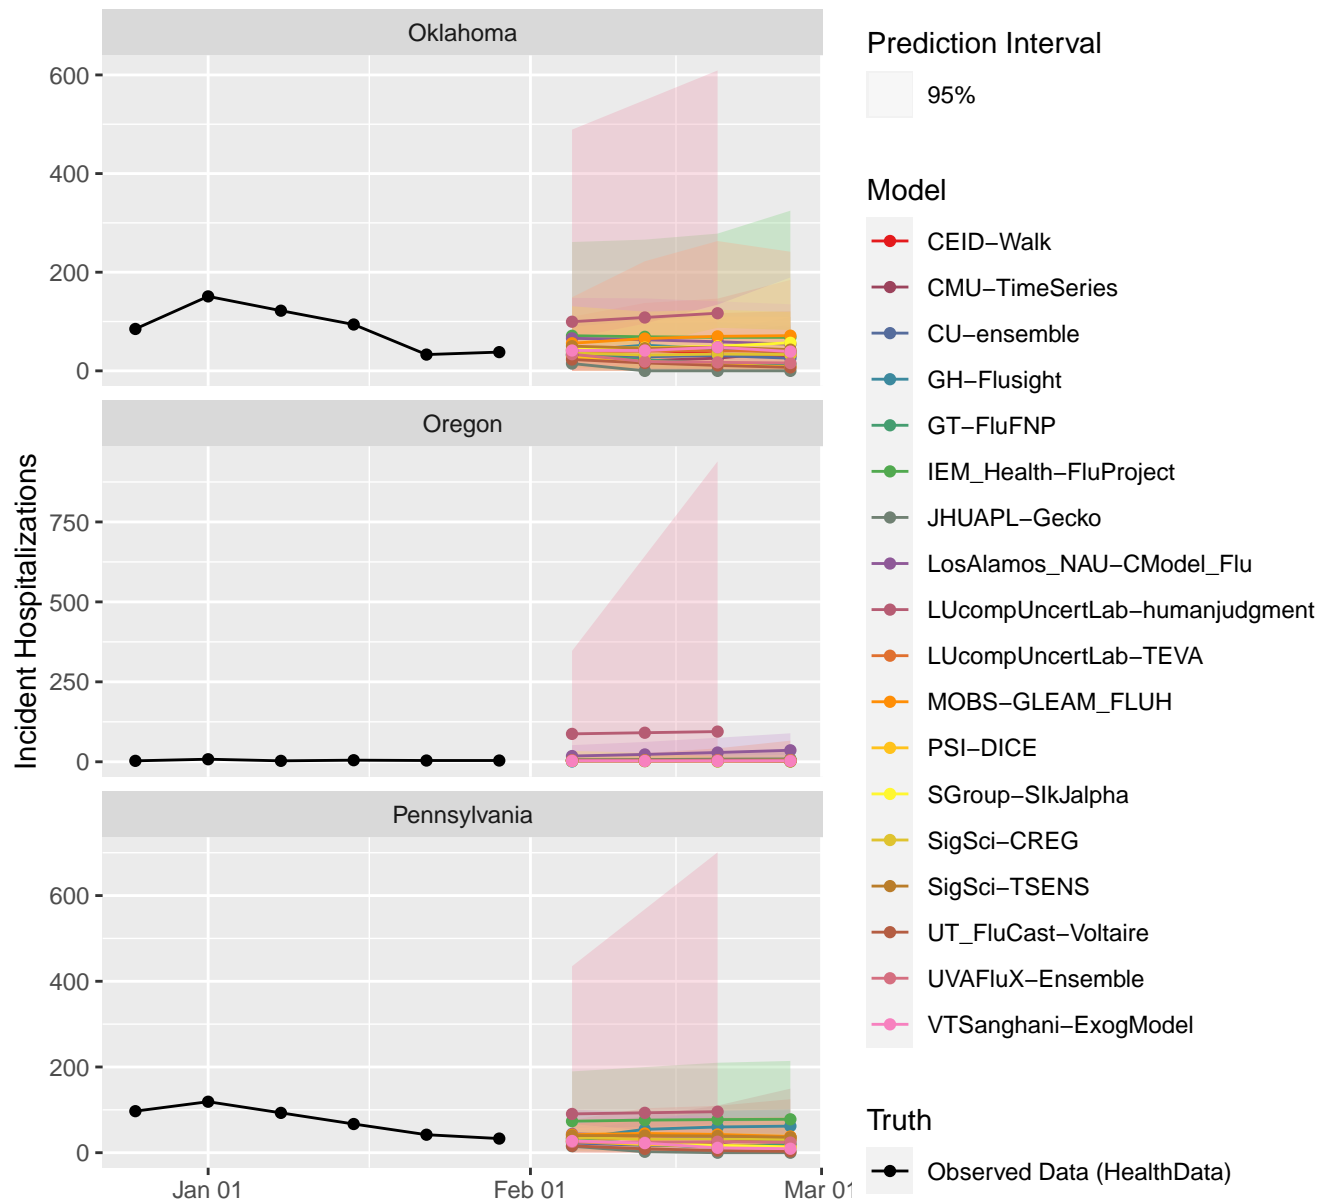 Oklahoma
600
400
200
0
Oregon
750
500
250
0
Pennsylvania
600
400
200
0
Jan 01
Feb 01
Mar 01
Incident Hospitalizations
Prediction Interval
95%
Model
CEID−Walk
CMU−TimeSeries
CU−ensemble
GH−Flusight
GT−FluFNP
IEM_Health−FluProject
JHUAPL−Gecko
LosAlamos_NAU−CModel_Flu
LUcompUncertLab−humanjudgment
LUcompUncertLab−TEVA
MOBS−GLEAM_FLUH
PSI−DICE
SGroup−SIkJalpha
SigSci−CREG
SigSci−TSENS
UT_FluCast−Voltaire
UVAFluX−Ensemble
VTSanghani−ExogModel
Truth
Observed Data (HealthData)